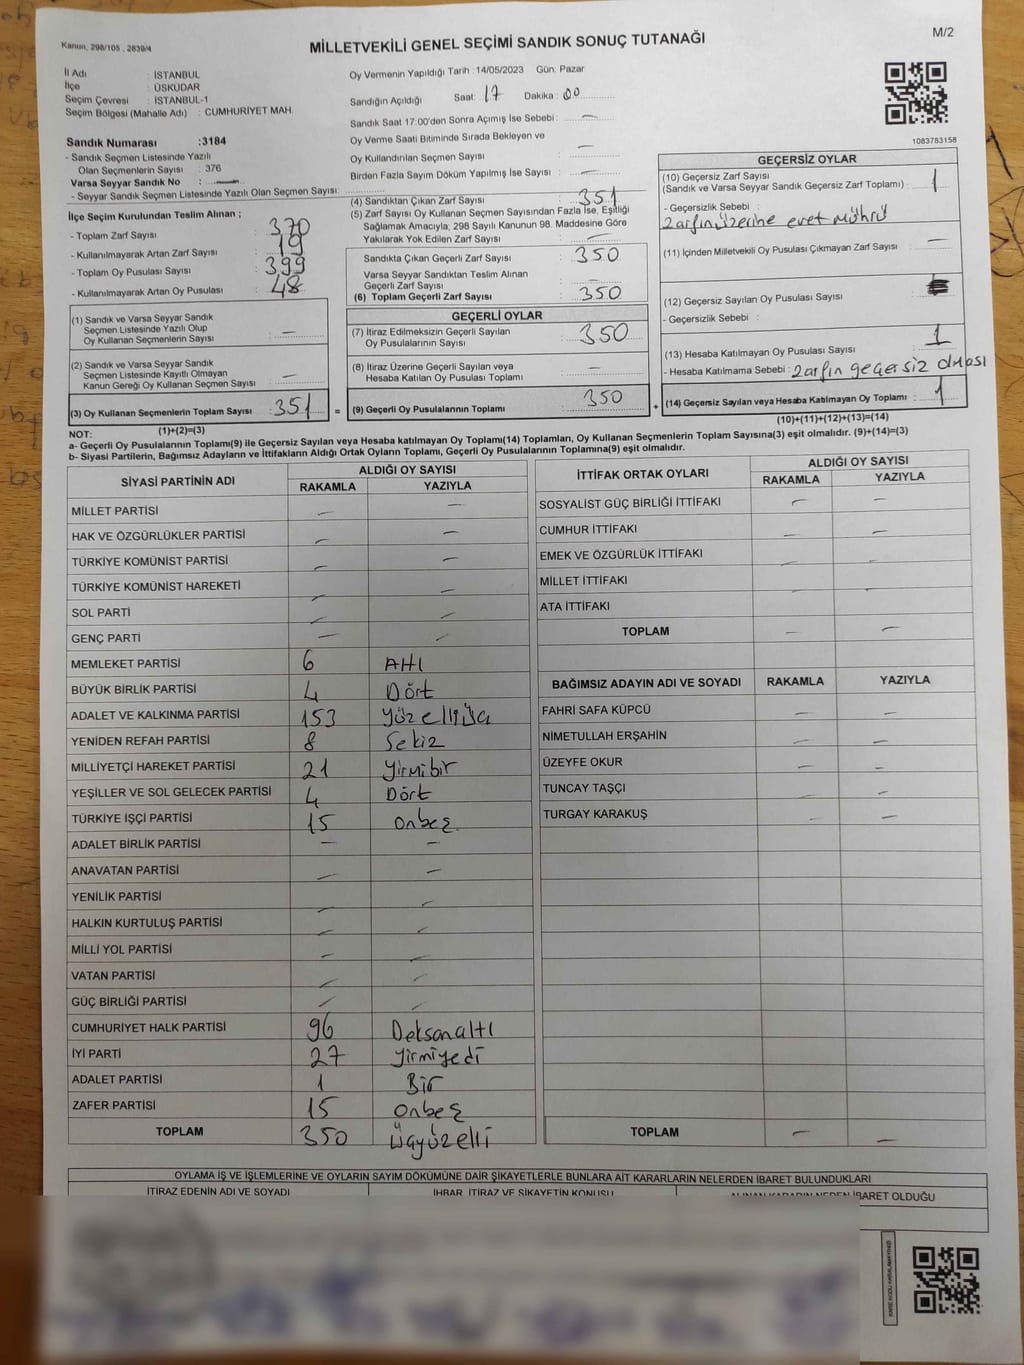 Kanun, 298/105 , 2839/4
MİLLETVEKİLİ GENEL SEÇİMİ SANDIK SONUÇ TUTANAĞI
M/2
İl Adı : İSTANBUL
İlçe : ÜSKÜDAR
Seçim Çevresi : İSTANBUL-1
Seçim Bölgesi (Mahalle Adı) : CUMHURİYET MAH.
Sandık Numarası :3184
- Sandık Seçmen Listesinde Yazılı
Olan Seçmenlerin Sayısı : 376
Varsa Seyyar Sandık No :
- Seyyar Sandık Seçmen Listesinde Yazılı Olan Seçmen Sayısı:
Oy Vermenin Yapıldığı Tarih : 14/05/2023 Gün: Pazar
Sandığın Açıldığı Saat: 17 Dakika : 00
Sandık Saat 17:00'den Sonra Açımış İse Sebebi : —
Oy Verme Saati Bitiminde Sırada Bekleyen ve
Oy Kullandırılan Seçmen Sayısı : —
Birden Fazla Sayım Döküm Yapılmış İse Sayısı : —
1083783158
İlçe Seçim Kurulundan Teslim Alınan ;
- Toplam Zarf Sayısı : 370
- Kullanılmayarak Artan Zarf Sayısı : 19
- Toplam Oy Pusulası Sayısı : 399
- Kullanılmayarak Artan Oy Pusulası : 48
(1) Sandık ve Varsa Seyyar Sandık
Seçmen Listesinde Yazılı Olup
Oy Kullanan Seçmenlerin Sayısı : —
(2) Sandık ve Varsa Seyyar Sandık
Seçmen Listesinde Kayıtlı Olmayan
Kanun Gereği Oy Kullanan Seçmen Sayısı : —
(3) Oy Kullanan Seçmenlerin Toplam Sayısı : 351 =
(1)+(2)=(3)
(4) Sandıktan Çıkan Zarf Sayısı : 351
(5) Zarf Sayısı Oy Kullanan Seçmen Sayısından Fazla İse, Eşitliği
Sağlamak Amacıyla; 298 Sayılı Kanunun 98. Maddesine Göre
Yakılarak Yok Edilen Zarf Sayısı : —
Sandıkta Çıkan Geçerli Zarf Sayısı : 350
Varsa Seyyar Sandıktan Teslim Alınan
Geçerli Zarf Sayısı : —
(6) Toplam Geçerli Zarf Sayısı : 350
GEÇERLİ OYLAR
(7) İtiraz Edilmeksizin Geçerli Sayılan
Oy Pusulalarının Sayısı : 350
(8) İtiraz Üzerine Geçerli Sayılan veya
Hesaba Katılan Oy Pusulası Toplamı : —
(9) Geçerli Oy Pusulalarının Toplamı : 350 +
GEÇERSİZ OYLAR
(10) Geçersiz Zarf Sayısı
(Sandık ve Varsa Seyyar Sandık Geçersiz Zarf Toplamı) : 1
- Geçersizlik Sebebi :
Zarfın üzerine evet mührü
(11) İçinden Milletvekili Oy Pusulası Çıkmayan Zarf Sayısı : —
(12) Geçersiz Sayılan Oy Pusulası Sayısı :
- Geçersizlik Sebebi :
(13) Hesaba Katılmayan Oy Pusulası Sayısı : 1
- Hesaba Katılmama Sebebi : Zarfın geçersiz olması
(14) Geçersiz Sayılan veya Hesaba Katılmayan Oy Toplamı : 1
(10)+(11)+(12)+(13)=(14)
NOT:
a- Geçerli Oy Pusulalarının Toplamı(9) ile Geçersiz Sayılan veya Hesaba katılmayan Oy Toplamı(14) Toplamları, Oy Kullanan Seçmenlerin Toplam Sayısına(3) eşit olmalıdır. (9)+(14)=(3)
b- Siyasi Partilerin, Bağımsız Adayların ve İttifakların Aldığı Ortak Oyların Toplamı, Geçerli Oy Pusulalarının Toplamına(9) eşit olmalıdır.
SİYASİ PARTİNİN ADI ALDIĞI OY SAYISI
RAKAMLA YAZIYLA
MİLLET PARTİSİ — —
HAK VE ÖZGÜRLÜKLER PARTİSİ — —
TÜRKİYE KOMÜNİST PARTİSİ — —
TÜRKİYE KOMÜNİST HAREKETİ — —
SOL PARTİ — —
GENÇ PARTİ — —
MEMLEKET PARTİSİ 6 AltI
BÜYÜK BİRLİK PARTİSİ 4 Dört
ADALET VE KALKINMA PARTİSİ 153 Yüzelliüç
YENİDEN REFAH PARTİSİ 8 Sekiz
MİLLİYETÇİ HAREKET PARTİSİ 21 Yirmibir
YEŞİLLER VE SOL GELECEK PARTİSİ 4 Dört
TÜRKİYE İŞÇİ PARTİSİ 15 Onbeş
ADALET BİRLİK PARTİSİ — —
ANAVATAN PARTİSİ — —
YENİLİK PARTİSİ — —
HALKIN KURTULUŞ PARTİSİ — —
MİLLİ YOL PARTİSİ — —
VATAN PARTİSİ — —
GÜÇ BİRLİĞİ PARTİSİ — —
CUMHURİYET HALK PARTİSİ 96 Doksanaltı
İYİ PARTİ 27 Yirmiyedi
ADALET PARTİSİ 1 Bir
ZAFER PARTİSİ 15 Onbeş
TOPLAM 350 Üçyüzelli
İTTİFAK ORTAK OYLARI ALDIĞI OY SAYISI
RAKAMLA YAZIYLA
SOSYALİST GÜÇ BİRLİĞİ İTTİFAKI — —
CUMHUR İTTİFAKI — —
EMEK VE ÖZGÜRLÜK İTTİFAKI — —
MİLLET İTTİFAKI — —
ATA İTTİFAKI — —
TOPLAM — —
BAĞIMSIZ ADAYIN ADI VE SOYADI RAKAMLA YAZIYLA
FAHRİ SAFA KÜPCÜ — —
NİMETULLAH ERŞAHİN — —
ÜZEYFE OKUR — —
TUNCAY TAŞÇI — —
TURGAY KARAKUŞ — —
TOPLAM — —
OYLAMA İŞ VE İŞLEMLERİNE VE OYLARIN SAYIM DÖKÜMÜNE DAİR ŞİKAYETLERLE BUNLARA AİT KARARLARIN NELERDEN İBARET BULUNDUKLARI
İTİRAZ EDENİN ADI VE SOYADI İHBAR, İTİRAZ VE ŞİKAYETİN KONUSU ALINAN KARARIN NEDEN İBARET OLDUĞU